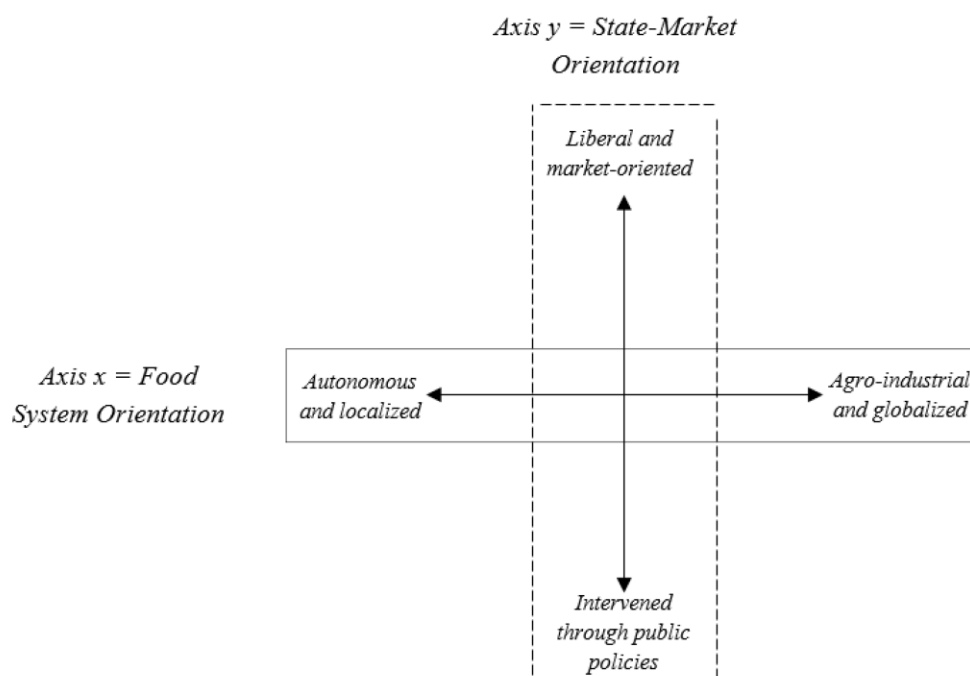 Axis y = State-Market
Orientation
Liberal and
market-oriented
Axis x = Food
System Orientation
Autonomous
and localized
Agro-industrial
and globalized
Intervened
through public
policies